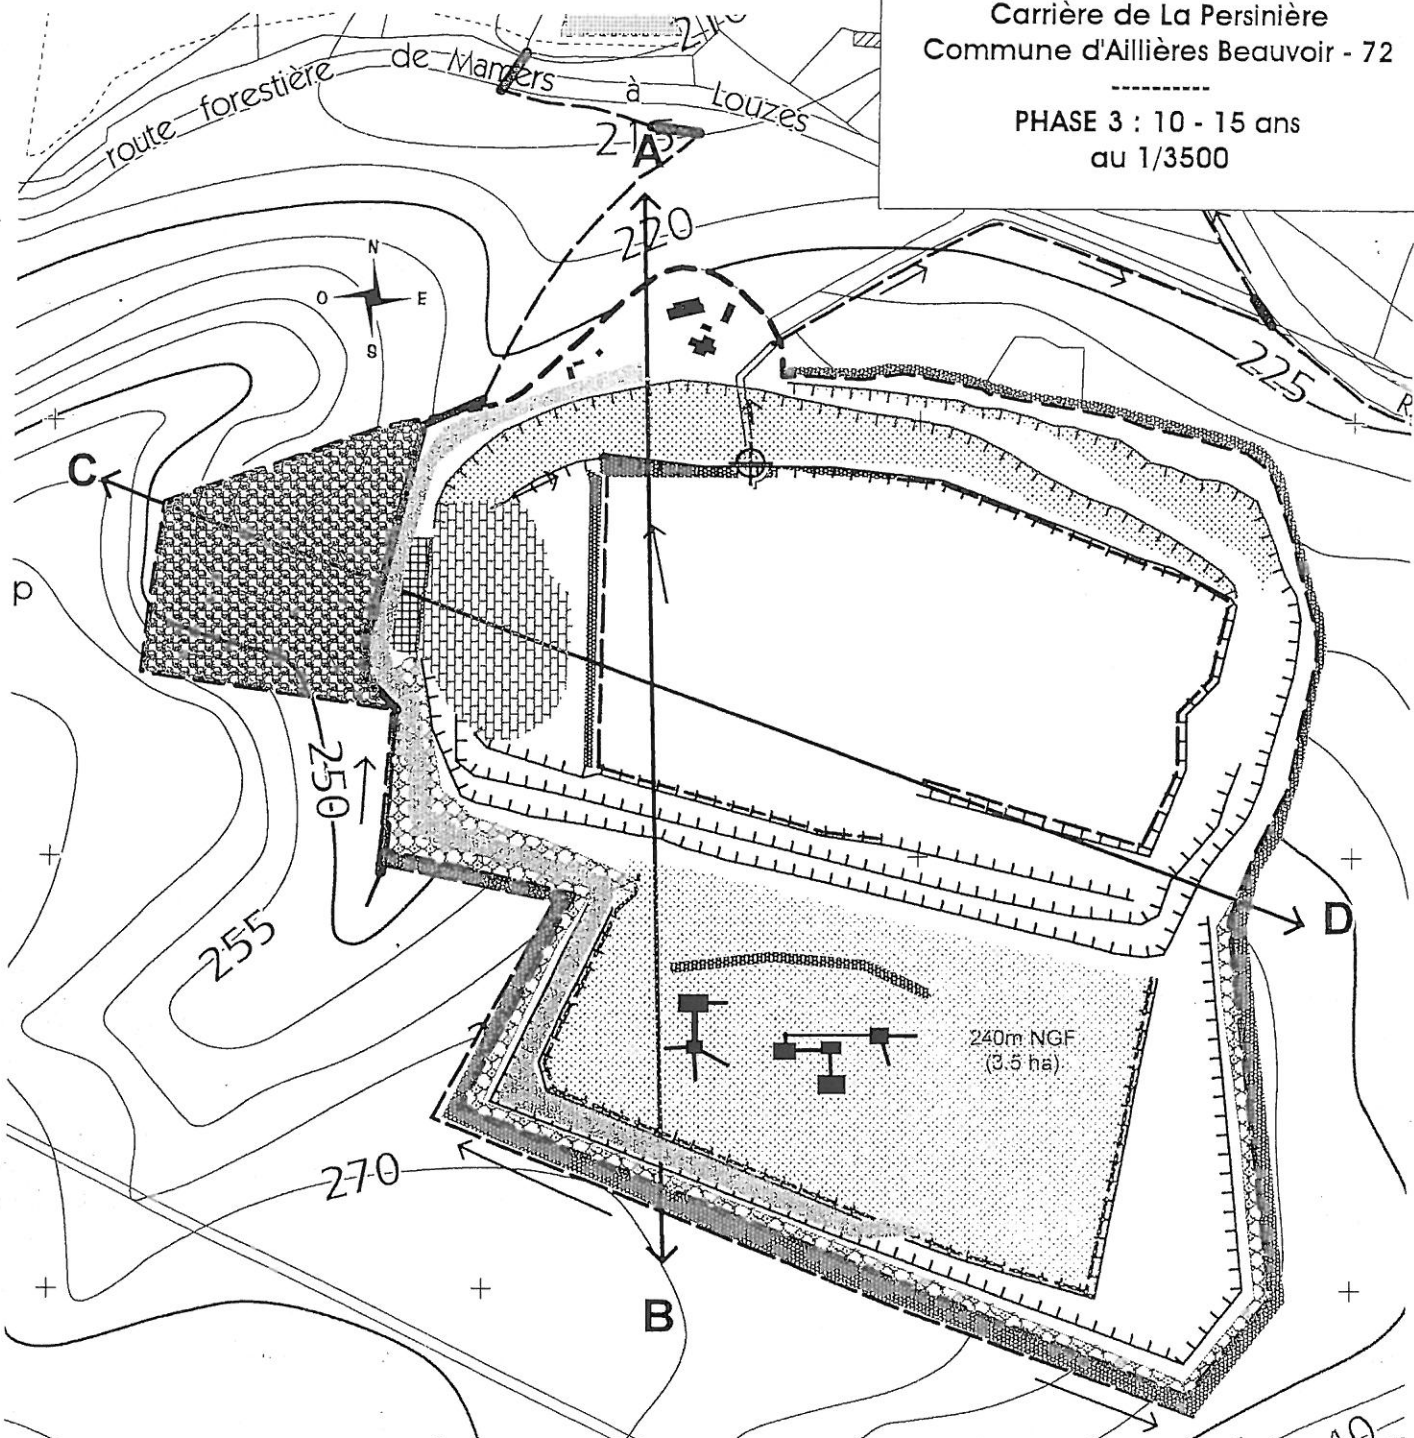 Carrière de La Persinière
Commune d'Aillières Beauvoir - 72
----------
PHASE 3 : 10 - 15 ans
au 1/3500
route forestière de Mamers à Louzes
215
A
220
N
O
E
S
225
R
C
p
250
255
D
240m NGF
(3.5 ha)
270
B